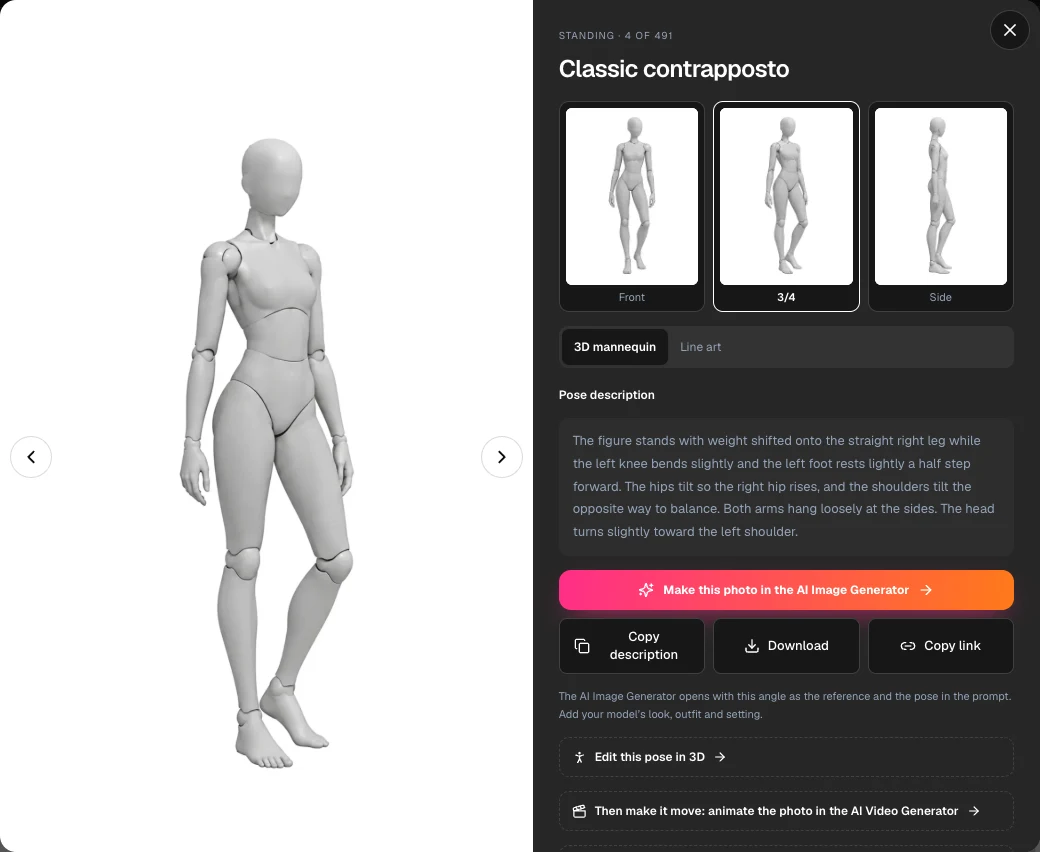 STANDING · 4 OF 491
Classic contrapposto
Front
3/4
Side
3D mannequin
Line art
Pose description
The figure stands with weight shifted onto the straight right leg while
the left knee bends slightly and the left foot rests lightly a half step
forward. The hips tilt so the right hip rises, and the shoulders tilt the
opposite way to balance. Both arms hang loosely at the sides. The head
turns slightly toward the left shoulder.
Make this photo in the AI Image Generator
Copy
description
Download
Copy link
The AI Image Generator opens with this angle as the reference and the pose in the prompt.
Add your model's look, outfit and setting.
Edit this pose in 3D
Then make it move: animate the photo in the AI Video Generator